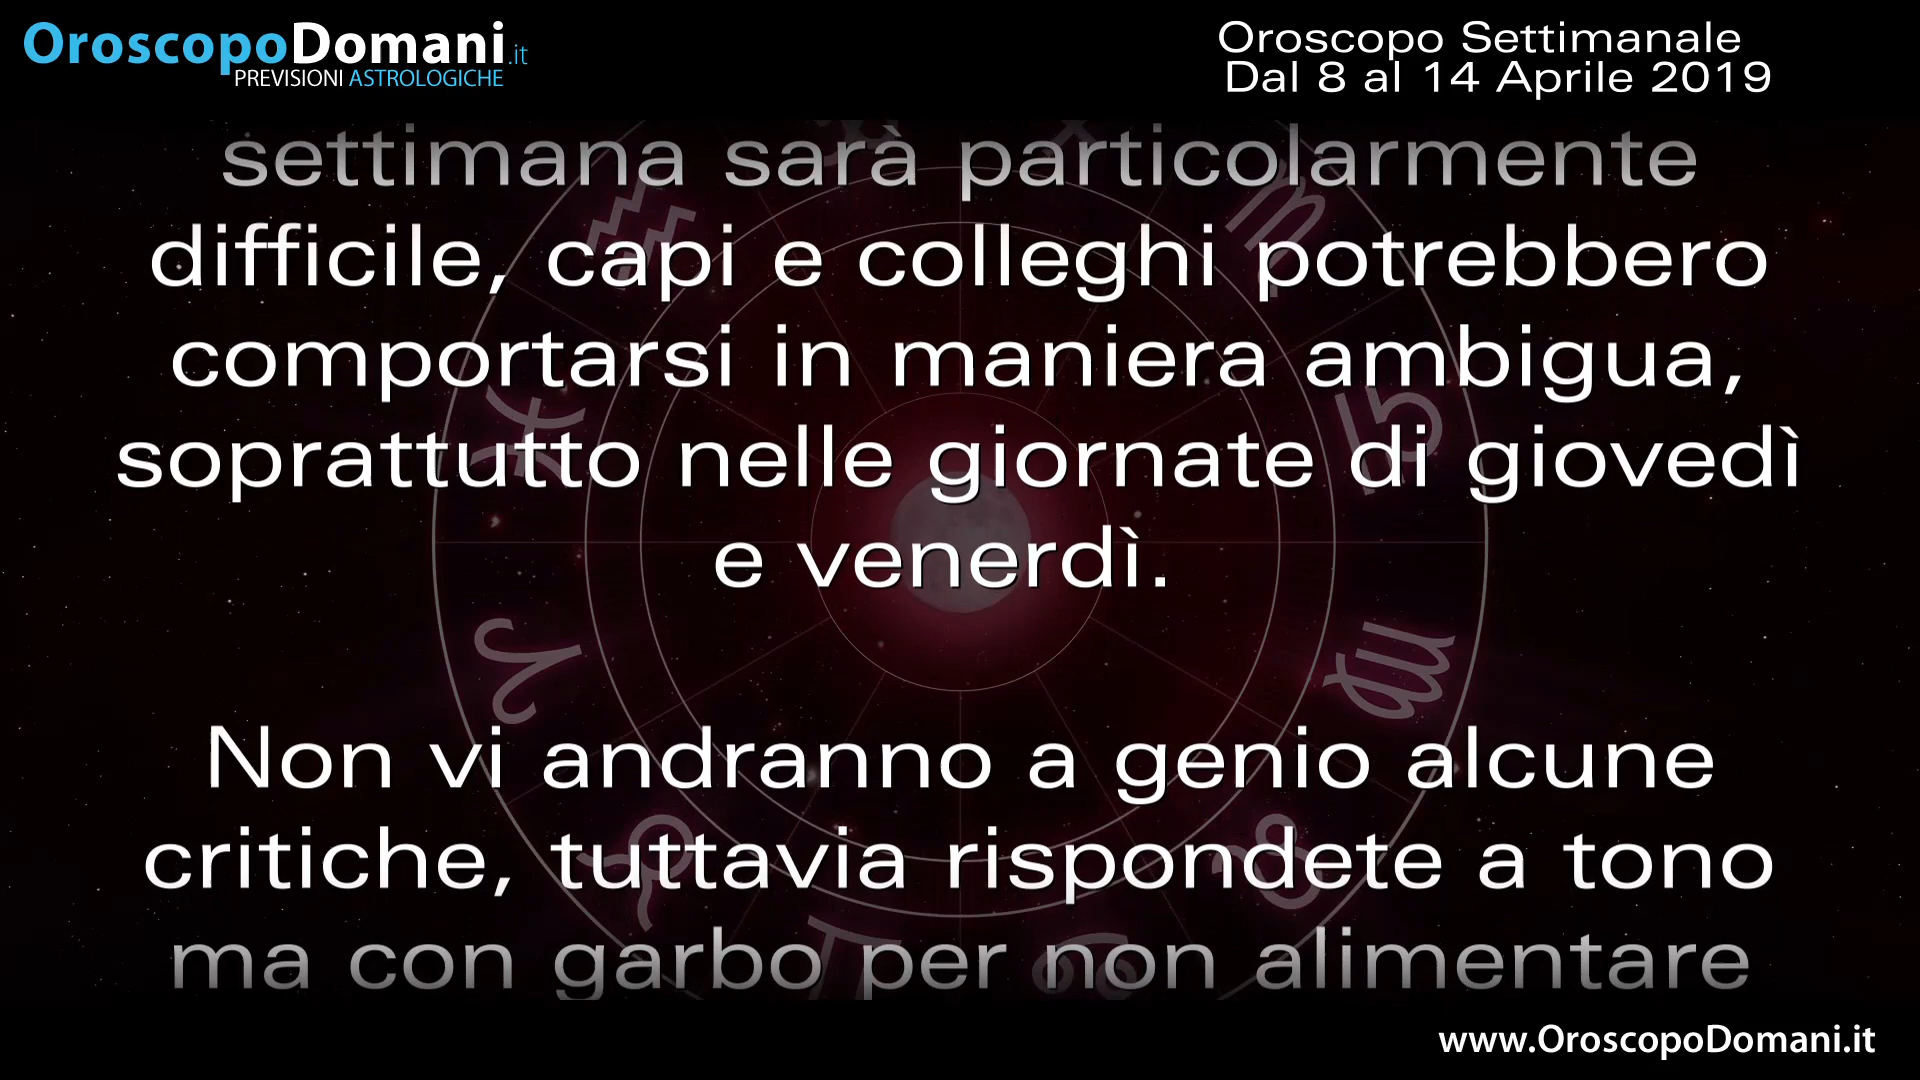 OroscopoDomani.it
PREVISIONI ASTROLOGICHE
Oroscopo Settimanale
Dal 8 al 14 Aprile 2019
settimana sarà particolarmente
difficile, capi e colleghi potrebbero
comportarsi in maniera ambigua,
soprattutto nelle giornate di giovedì
e venerdì.
Non vi andranno a genio alcune
critiche, tuttavia rispondete a tono
ma con garbo per non alimentare
www.OroscopoDomani.it